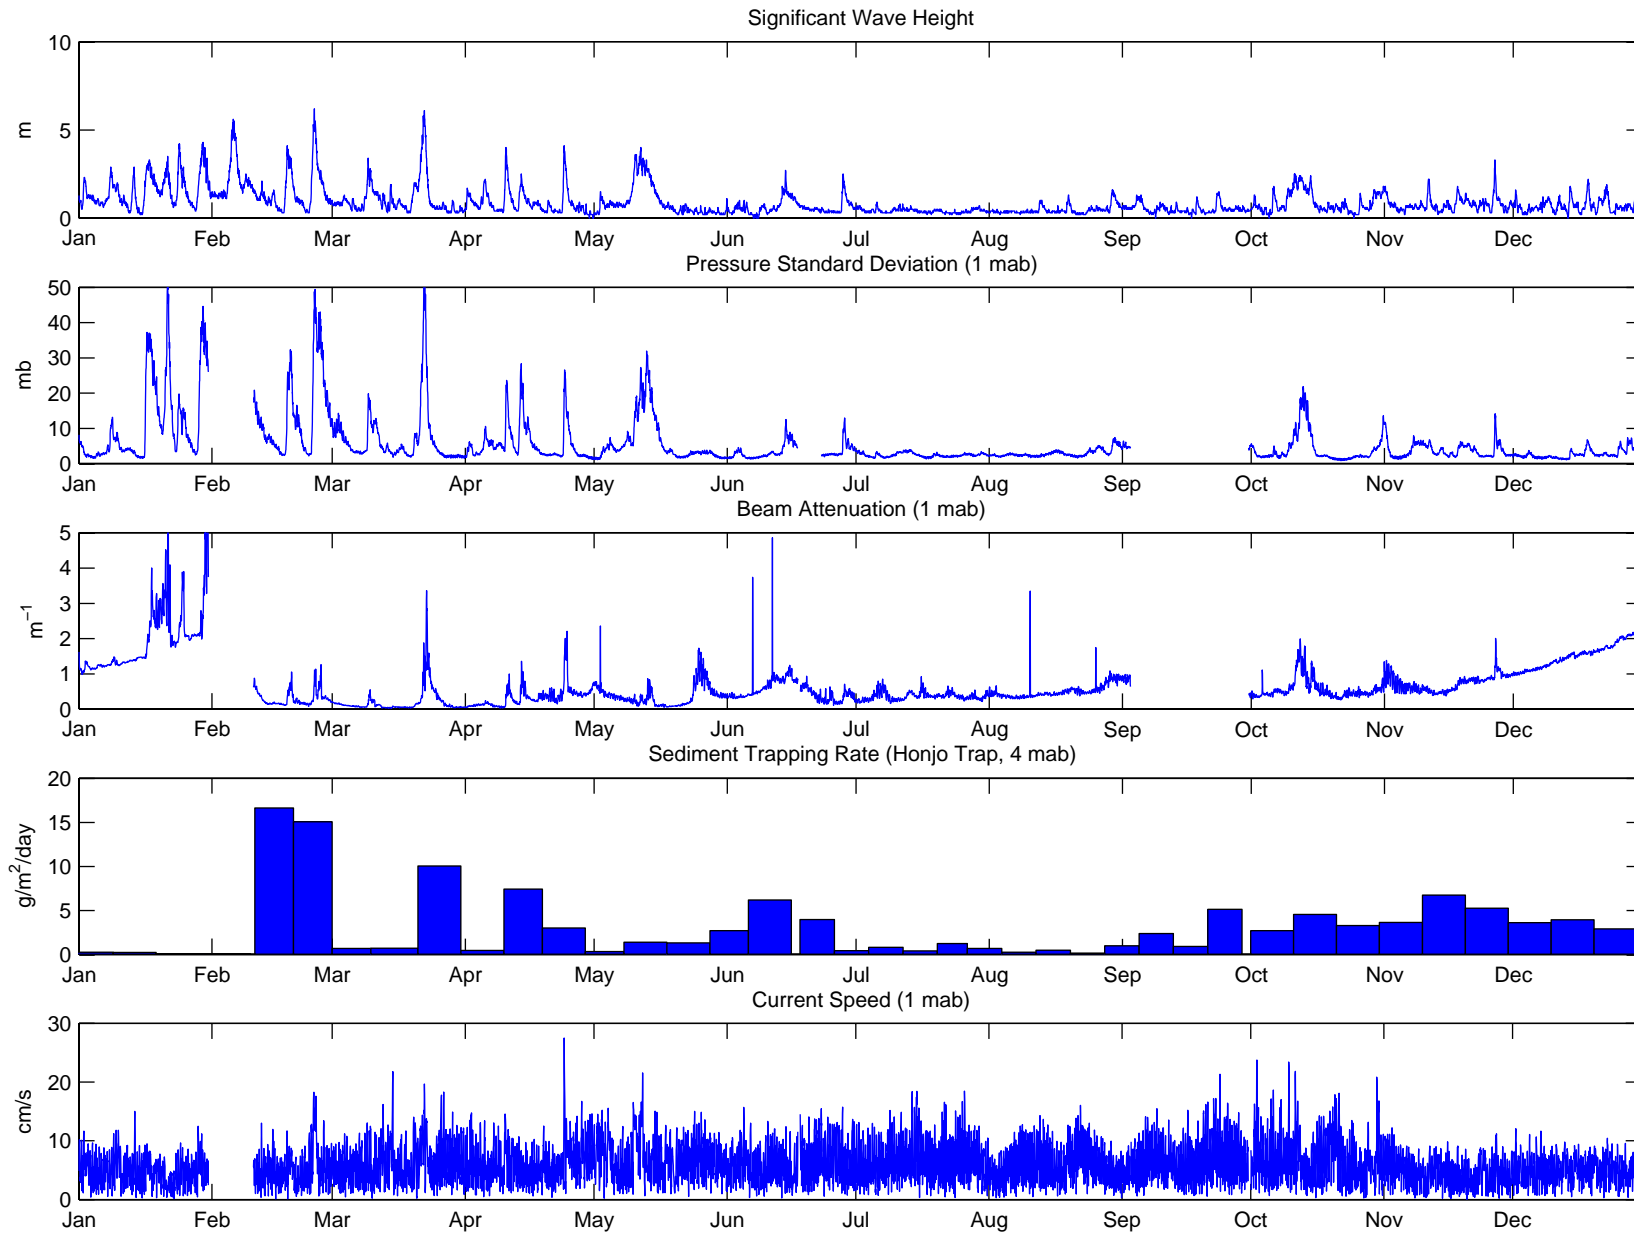 Significant Wave Height
10
5
0
m
Jan Feb Mar Apr May Jun Jul Aug Sep Oct Nov Dec
Pressure Standard Deviation (1 mab)
50
40
30
20
10
0
mb
Jan Feb Mar Apr May Jun Jul Aug Sep Oct Nov Dec
Beam Attenuation (1 mab)
5
4
3
2
1
0
m⁻¹
Jan Feb Mar Apr May Jun Jul Aug Sep Oct Nov Dec
Sediment Trapping Rate (Honjo Trap, 4 mab)
20
15
10
5
0
g/m²/day
Jan Feb Mar Apr May Jun Jul Aug Sep Oct Nov Dec
Current Speed (1 mab)
30
20
10
0
cm/s
Jan Feb Mar Apr May Jun Jul Aug Sep Oct Nov Dec